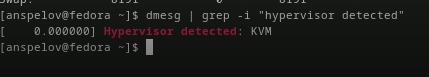 [anspelov@fedora ~]$ dmesg | grep -i "hypervisor detected"
[    0.000000] Hypervisor detected: KVM
[anspelov@fedora ~]$